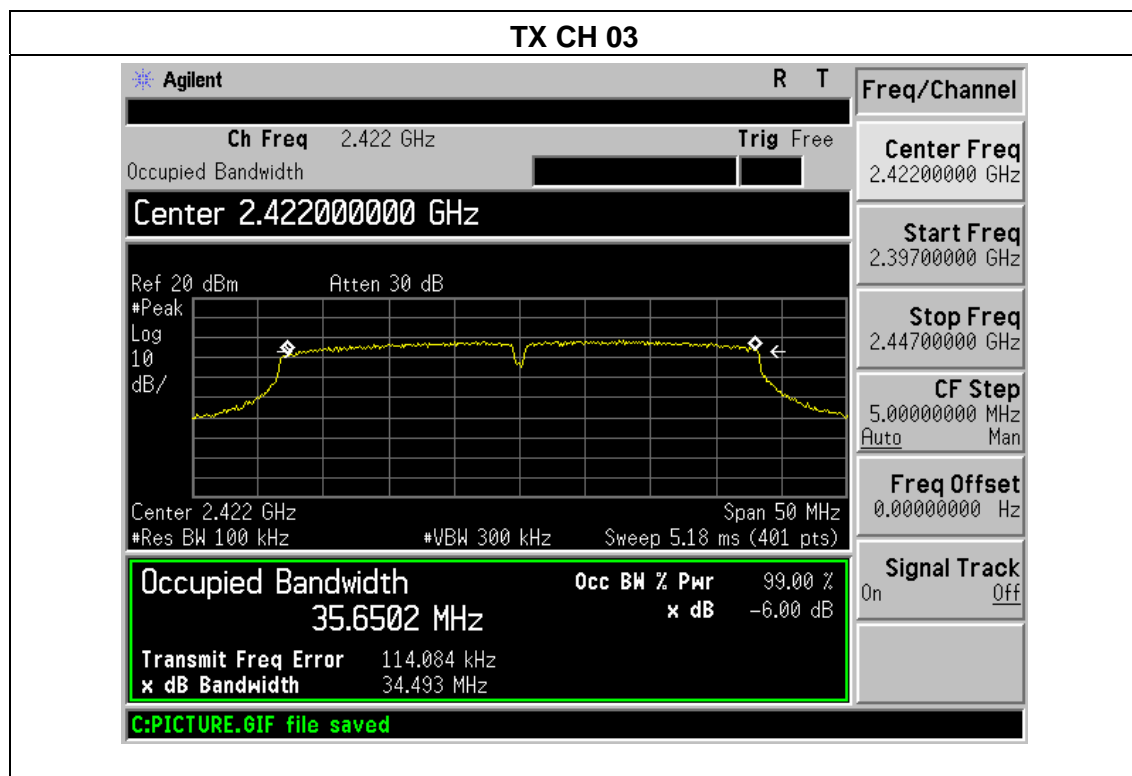 TX CH 03
Agilent R T
Ch Freq 2.422 GHz Trig Free
Occupied Bandwidth
Center 2.422000000 GHz
Ref 20 dBm Atten 30 dB
#Peak
Log
10
dB/
Center 2.422 GHz Span 50 MHz
#Res BW 100 kHz #VBW 300 kHz Sweep 5.18 ms (401 pts)
Occupied Bandwidth Occ BW % Pwr 99.00 %
35.6502 MHz x dB -6.00 dB
Transmit Freq Error 114.084 kHz
x dB Bandwidth 34.493 MHz
C:PICTURE.GIF file saved
Freq/Channel
Center Freq
2.42200000 GHz
Start Freq
2.39700000 GHz
Stop Freq
2.44700000 GHz
CF Step
5.00000000 MHz
Auto Man
Freq Offset
0.00000000 Hz
Signal Track
On Off